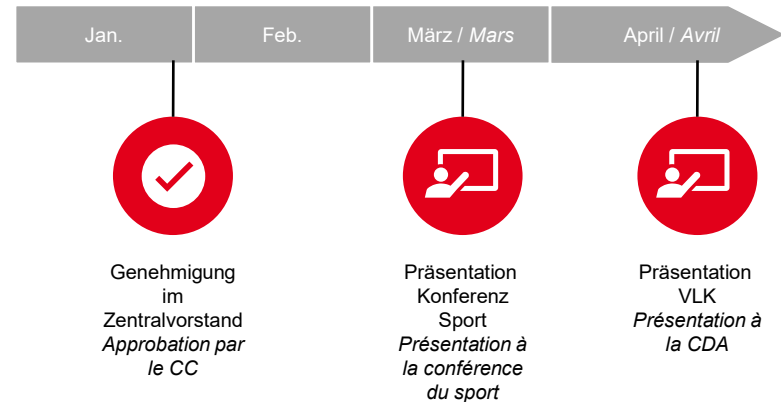 Jan.
Feb.
März / Mars
April / Avril
Genehmigung
im
Zentralvorstand
Approbation par
le CC
Präsentation
Konferenz
Sport
Présentation à
la conférence
du sport
Präsentation
VLK
Présentation à
la CDA